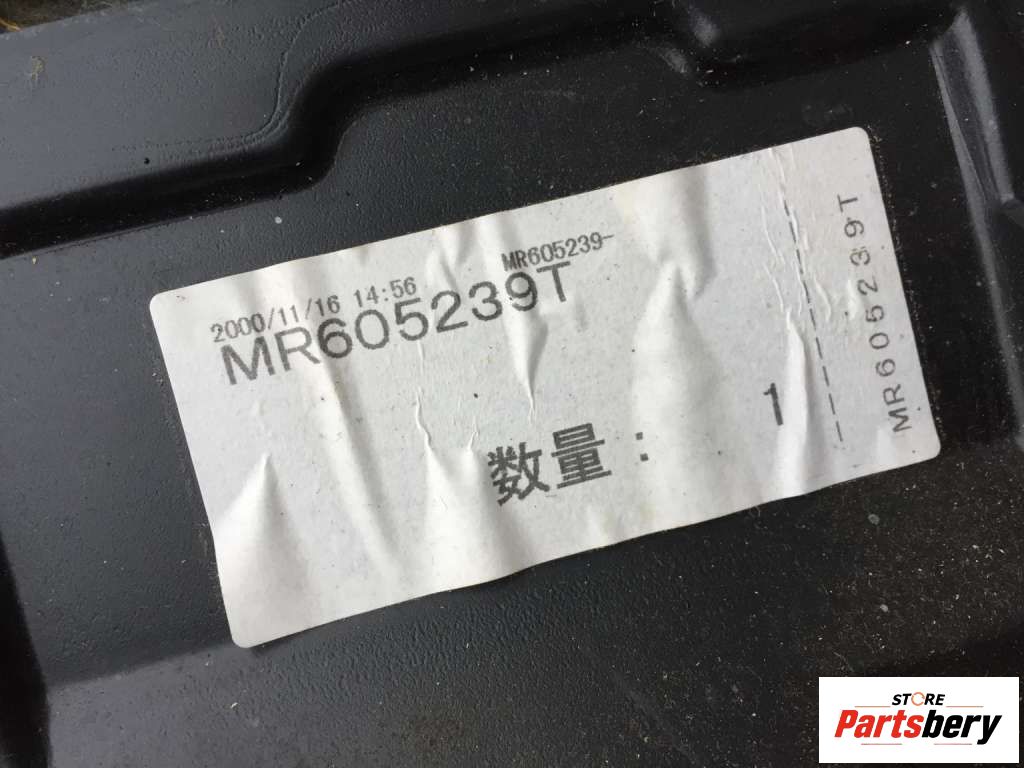 2000/11/16 14:56
MR605239-
MR605239T
数量: 1
MR605239T
STORE
Partsbery